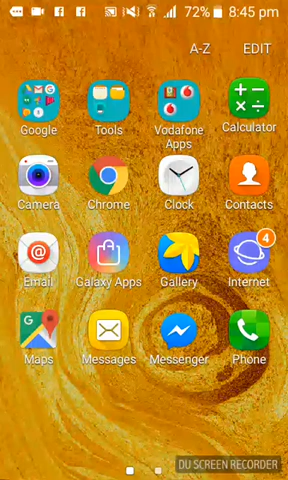 72% 8:45 pm
A-Z EDIT
Google Tools Vodafone Apps Calculator
Camera Chrome Clock Contacts
4
Email Galaxy Apps Gallery Internet
Maps Messages Messenger Phone
DU SCREEN RECORDER